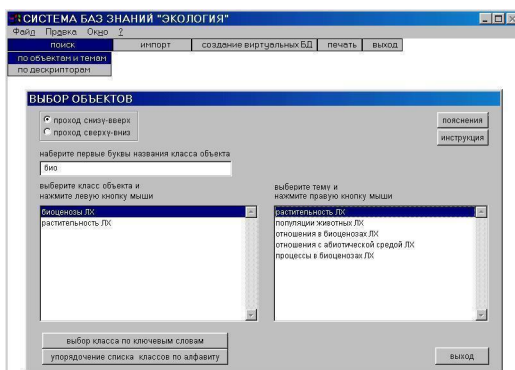 СИСТЕМА БАЗ ЗНАНИЙ "ЭКОЛОГИЯ"
Файл Правка Окно ?
поиск импорт создание виртуальных БД печать выход
по объектам и темам
по дескрипторам
ВЫБОР ОБЪЕКТОВ
проход снизу-вверх
проход сверху-вниз
пояснения
инструкция
наберите первые буквы названия класса объекта
био
выберите класс объекта и
нажмите левую кнопку мыши
биоценозы ЛХ
растительность ЛХ
выберите тему и
нажмите правую кнопку мыши
растительность ЛХ
популяции животных ЛХ
отношения в биоценозах ЛХ
отношения с абиотической средой ЛХ
процессы в биоценозах ЛХ
выбор класса по ключевым словам
упорядочение списка классов по алфавиту
выход